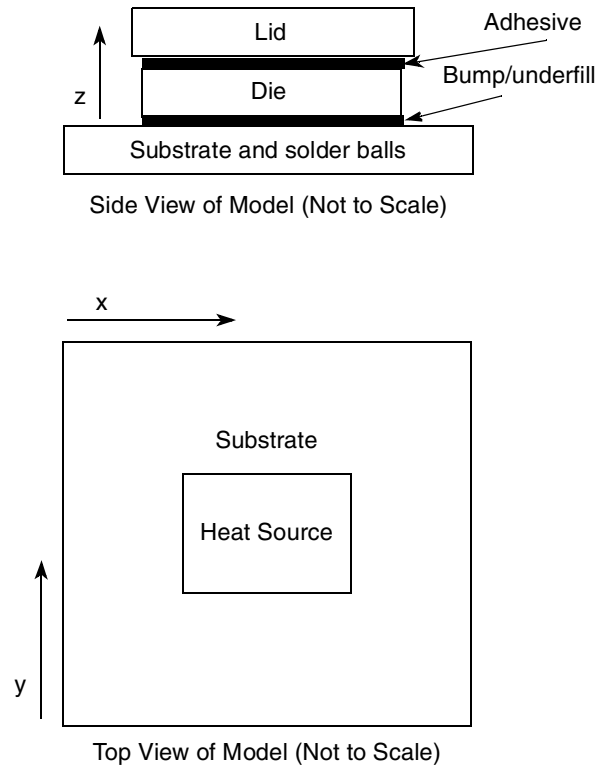 Adhesive
Lid
Bump/underfill
z
Die
Substrate and solder balls
Side View of Model (Not to Scale)
x
Substrate
Heat Source
y
Top View of Model (Not to Scale)